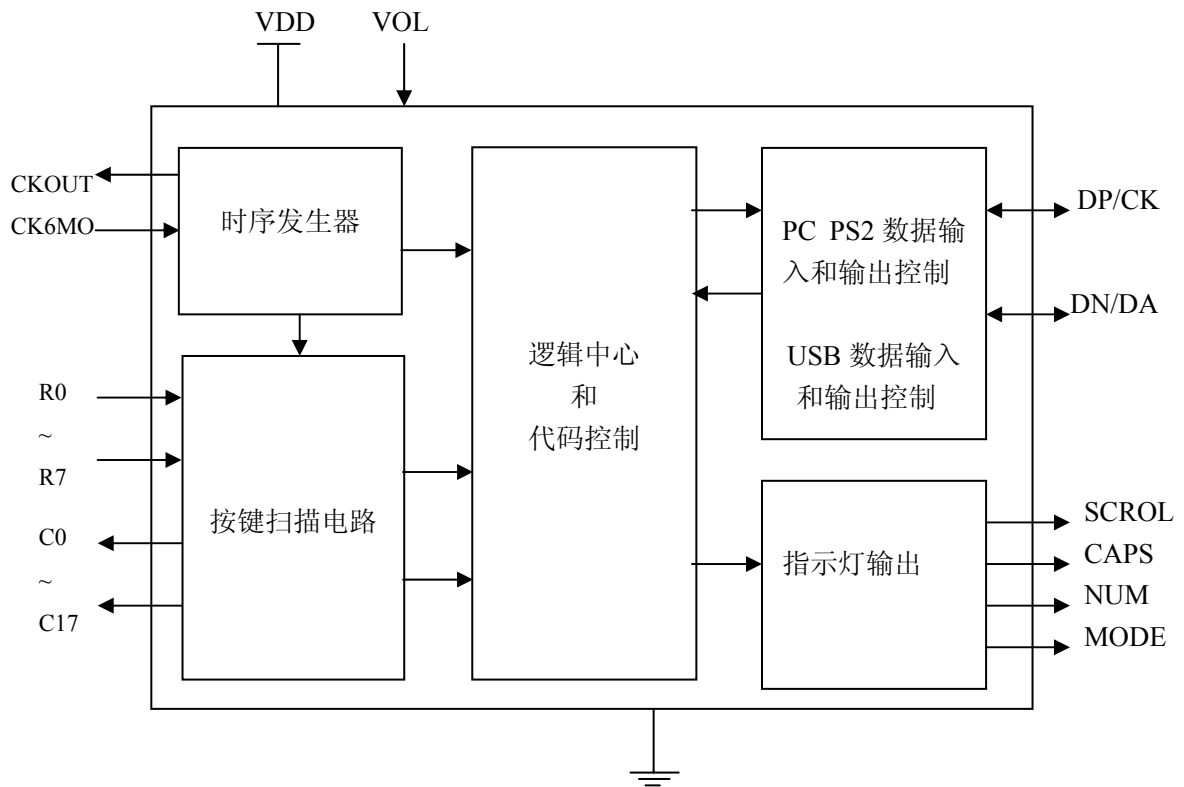 VDD
VOL
CKOUT
CK6MO
时序发生器
R0
~
R7
C0
~
C17
按键扫描电路
逻辑中心
和
代码控制
PC PS2 数据输
入和输出控制
USB 数据输入
和输出控制
DP/CK
DN/DA
指示灯输出
SCROL
CAPS
NUM
MODE